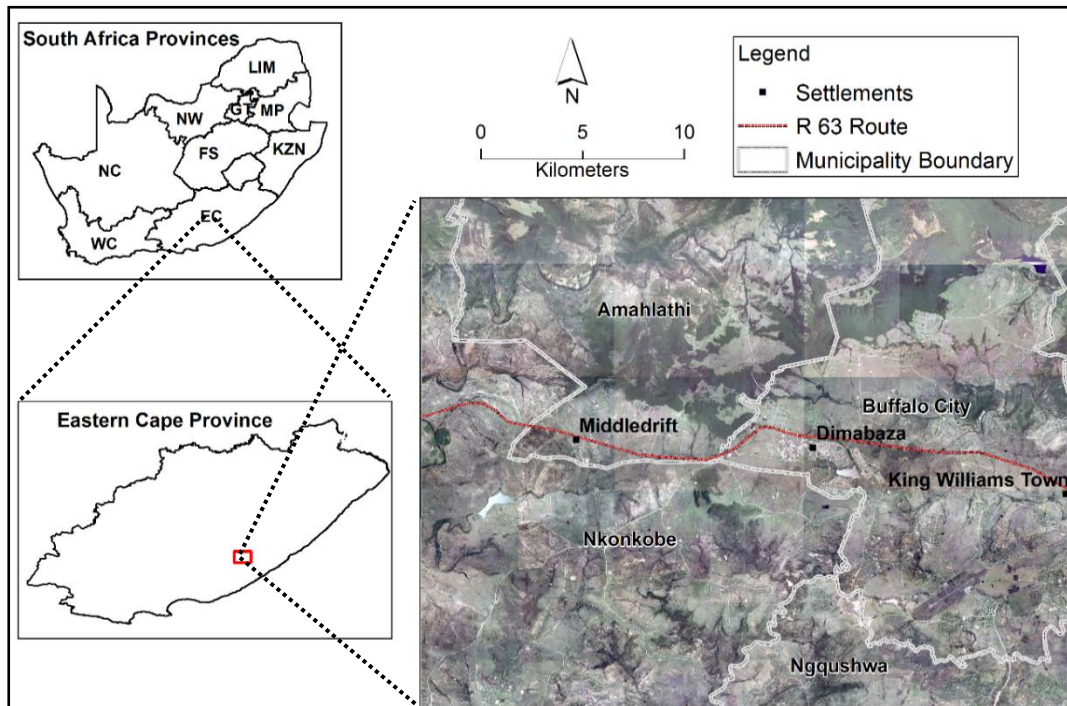 South Africa Provinces
LIM
NW
GT
MP
FS
KZN
NC
EC
WC
N
0 5 10
Kilometers
Legend
Settlements
R 63 Route
Municipality Boundary
Eastern Cape Province
Amahlathi
Buffalo City
Middledrift
Dimabaza
King Williams Town
Nkonkobe
Ngqushwa